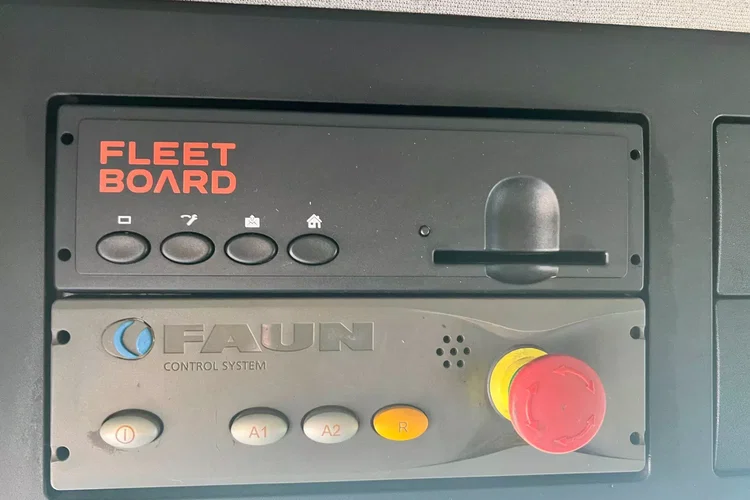 FLEET
BOARD
FAUN
CONTROL SYSTEM
A1
A2
R